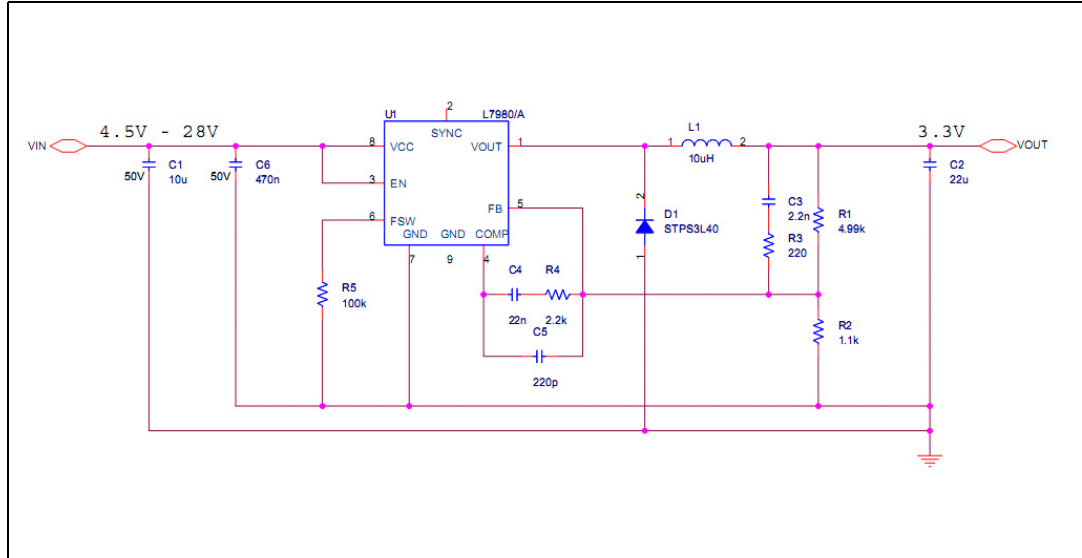 VIN
4.5V - 28V
C1
10u
50V
C6
470n
50V
U1
L7980/A
2
SYNC
8
VCC
VOUT
1
3
EN
6
FSW
FB
5
GND
GND
COMP
7
9
4
R5
100k
C4
22n
R4
2.2k
C5
220p
D1
STPS3L40
2
1
L1
1
2
10uH
C3
2.2n
R3
220
R1
4.99k
R2
1.1k
3.3V
C2
22u
VOUT